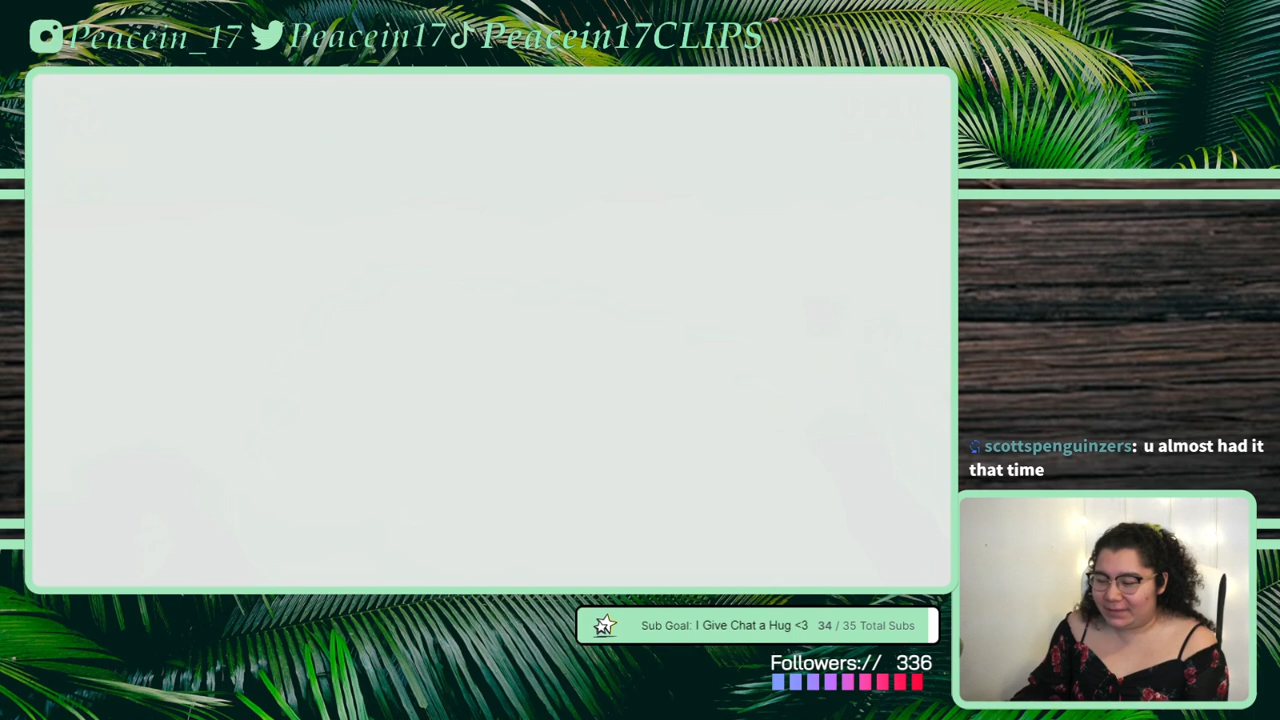 Peacein_17 Peacein17 Peacein17CLIPS
scottspenguinzers: u almost had it
that time
Sub Goal: I Give Chat a Hug <3 34 / 35 Total Subs
Followers:// 336